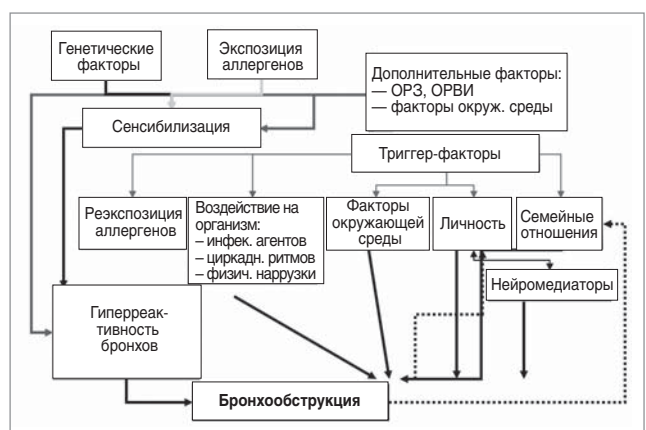 Генетические
факторы
Экспозиция
аллергенов
Дополнительные факторы:
— ОРЗ, ОРВИ
— факторы окруж. среды
Сенсибилизация
Триггер-факторы
Реэкспозиция
аллергенов
Воздействие на
организм:
– инфек. агентов
– циркадн. ритмов
– физич. наррузки
Факторы
окружающей
среды
Личность
Семейные
отношения
Нейромедиаторы
Гиперреак-
тивность
бронхов
Бронхообструкция